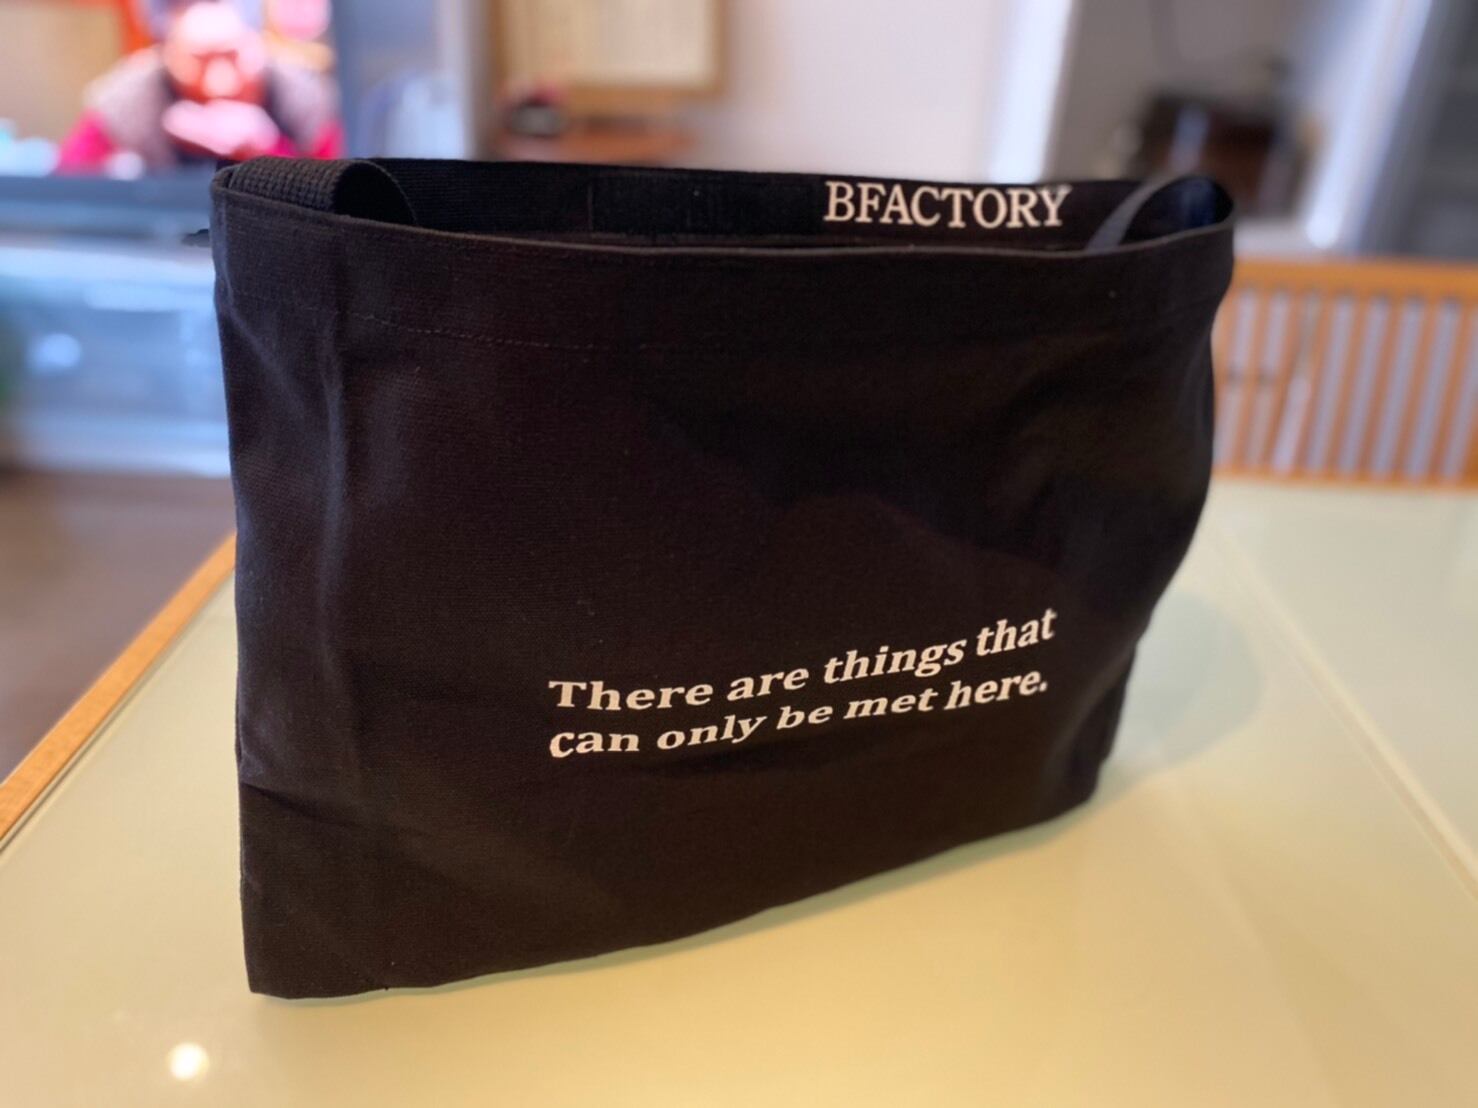 BFACTORY
There are things that
can only be met here.